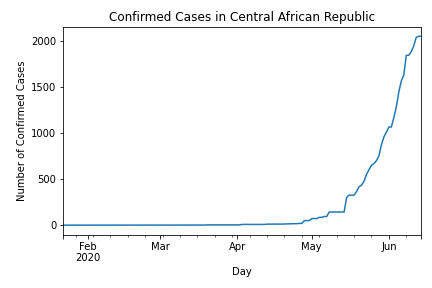 Confirmed Cases in Central African Republic
Number of Confirmed Cases
2000
1500
1000
500
0
Feb
2020
Mar
Apr
May
Jun
Day